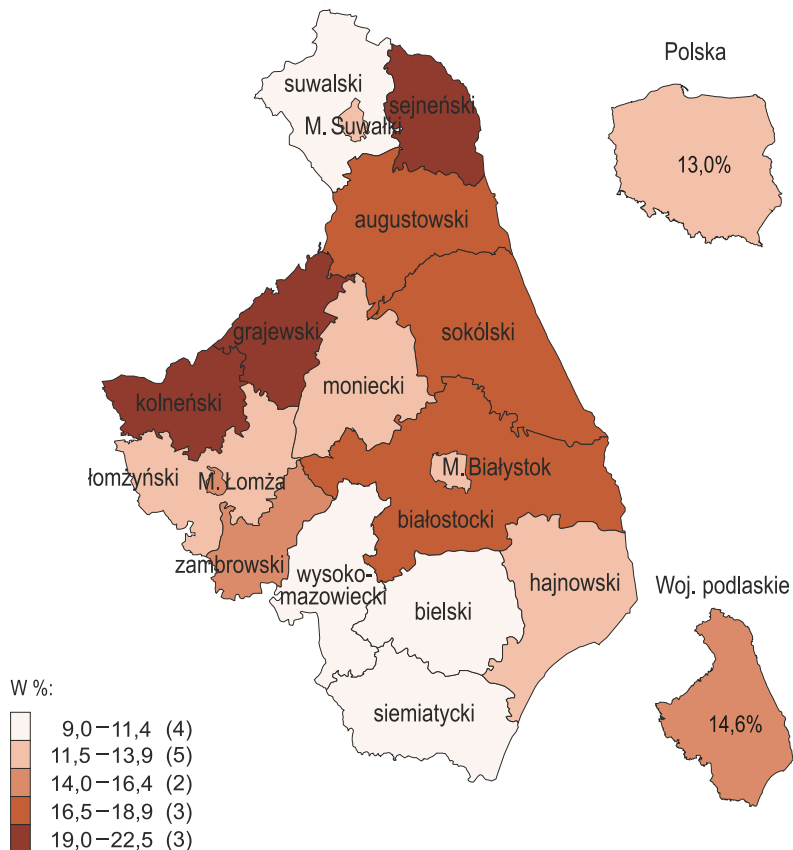 Polska
suwalski
sejneński
M. Suwałki
13,0%
augustowski
grajewski
sokólski
moniecki
kolneński
łomżyński
M. Łomża
M. Białystok
białostocki
zambrowski
wysoko-
mazowiecki
hajnowski
bielski
Woj. podlaskie
siemiatycki
14,6%
W %:
9,0–11,4 (4)
11,5–13,9 (5)
14,0–16,4 (2)
16,5–18,9 (3)
19,0–22,5 (3)